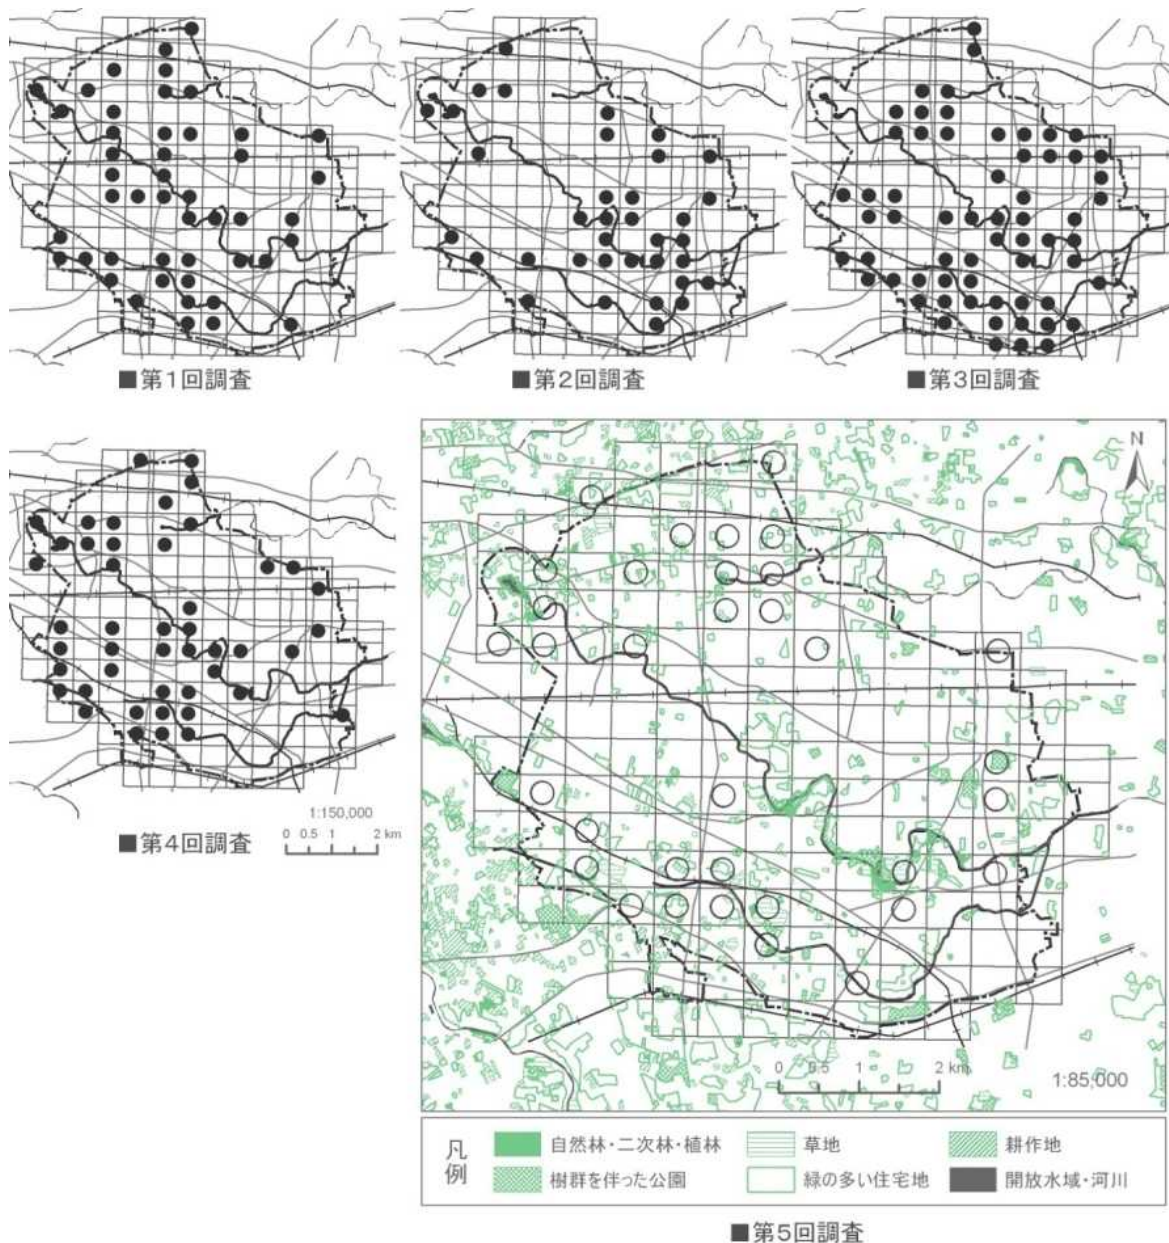 ■第1回調査
■第2回調査
■第3回調査
1:150,000
0 0.5 1 2 km
■第4回調査
N
0 0.5 1 2 km
1:85,000
凡例
自然林・二次林・植林
草地
耕作地
樹群を伴った公園
緑の多い住宅地
開放水域・河川
■第5回調査